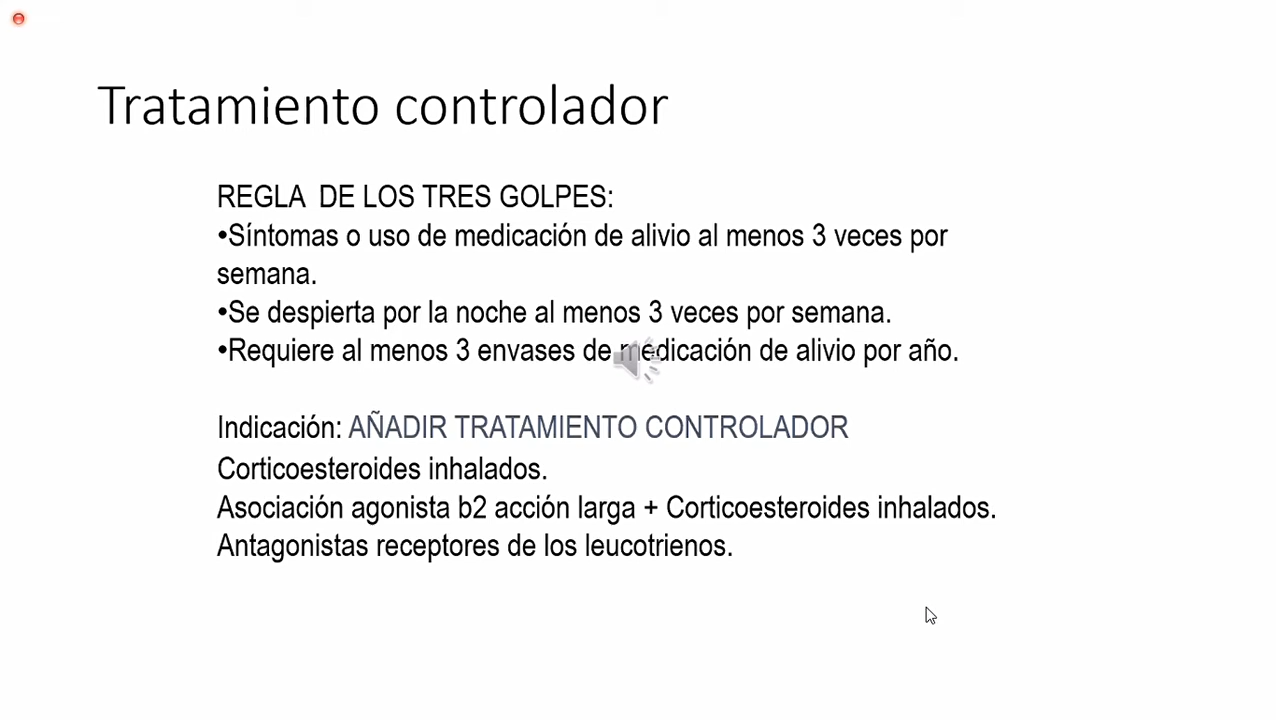 Tratamiento controlador
REGLA DE LOS TRES GOLPES:
•Síntomas o uso de medicación de alivio al menos 3 veces por
semana.
•Se despierta por la noche al menos 3 veces por semana.
•Requiere al menos 3 envases de medicación de alivio por año.
Indicación: AÑADIR TRATAMIENTO CONTROLADOR
Corticoesteroides inhalados.
Asociación agonista b2 acción larga + Corticoesteroides inhalados.
Antagonistas receptores de los leucotrienos.